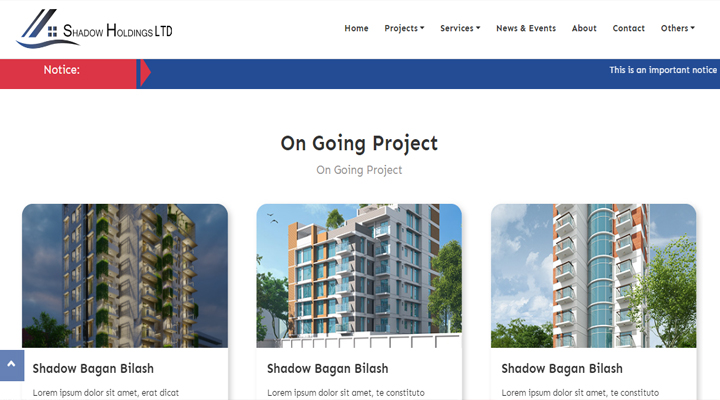 SHADOW HOLDINGS LTD
Home Projects Services News & Events About Contact Others
Notice: This is an important notice
On Going Project
On Going Project
Shadow Bagan Bilash Shadow Bagan Bilash Shadow Bagan Bilash
Lorem ipsum dolor sit amet, erat dicat Lorem ipsum dolor sit amet, te constituto Lorem ipsum dolor sit amet, te constituto